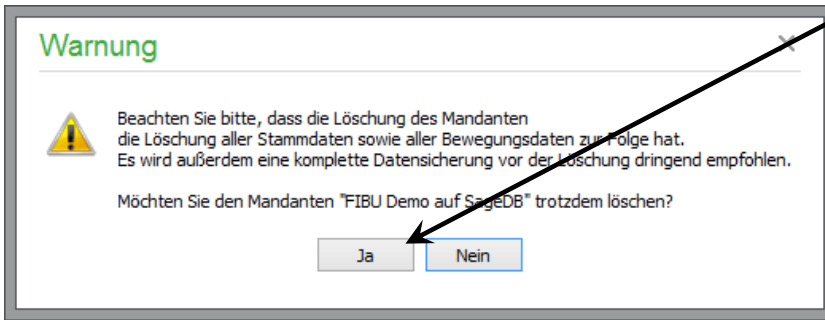 Warnung
Beachten Sie bitte, dass die Löschung des Mandanten
die Löschung aller Stammdaten sowie aller Bewegungsdaten zur Folge hat.
Es wird außerdem eine komplette Datensicherung vor der Löschung dringend empfohlen.
Möchten Sie den Mandanten "FIBU Demo auf SageDB" trotzdem löschen?
Ja
Nein